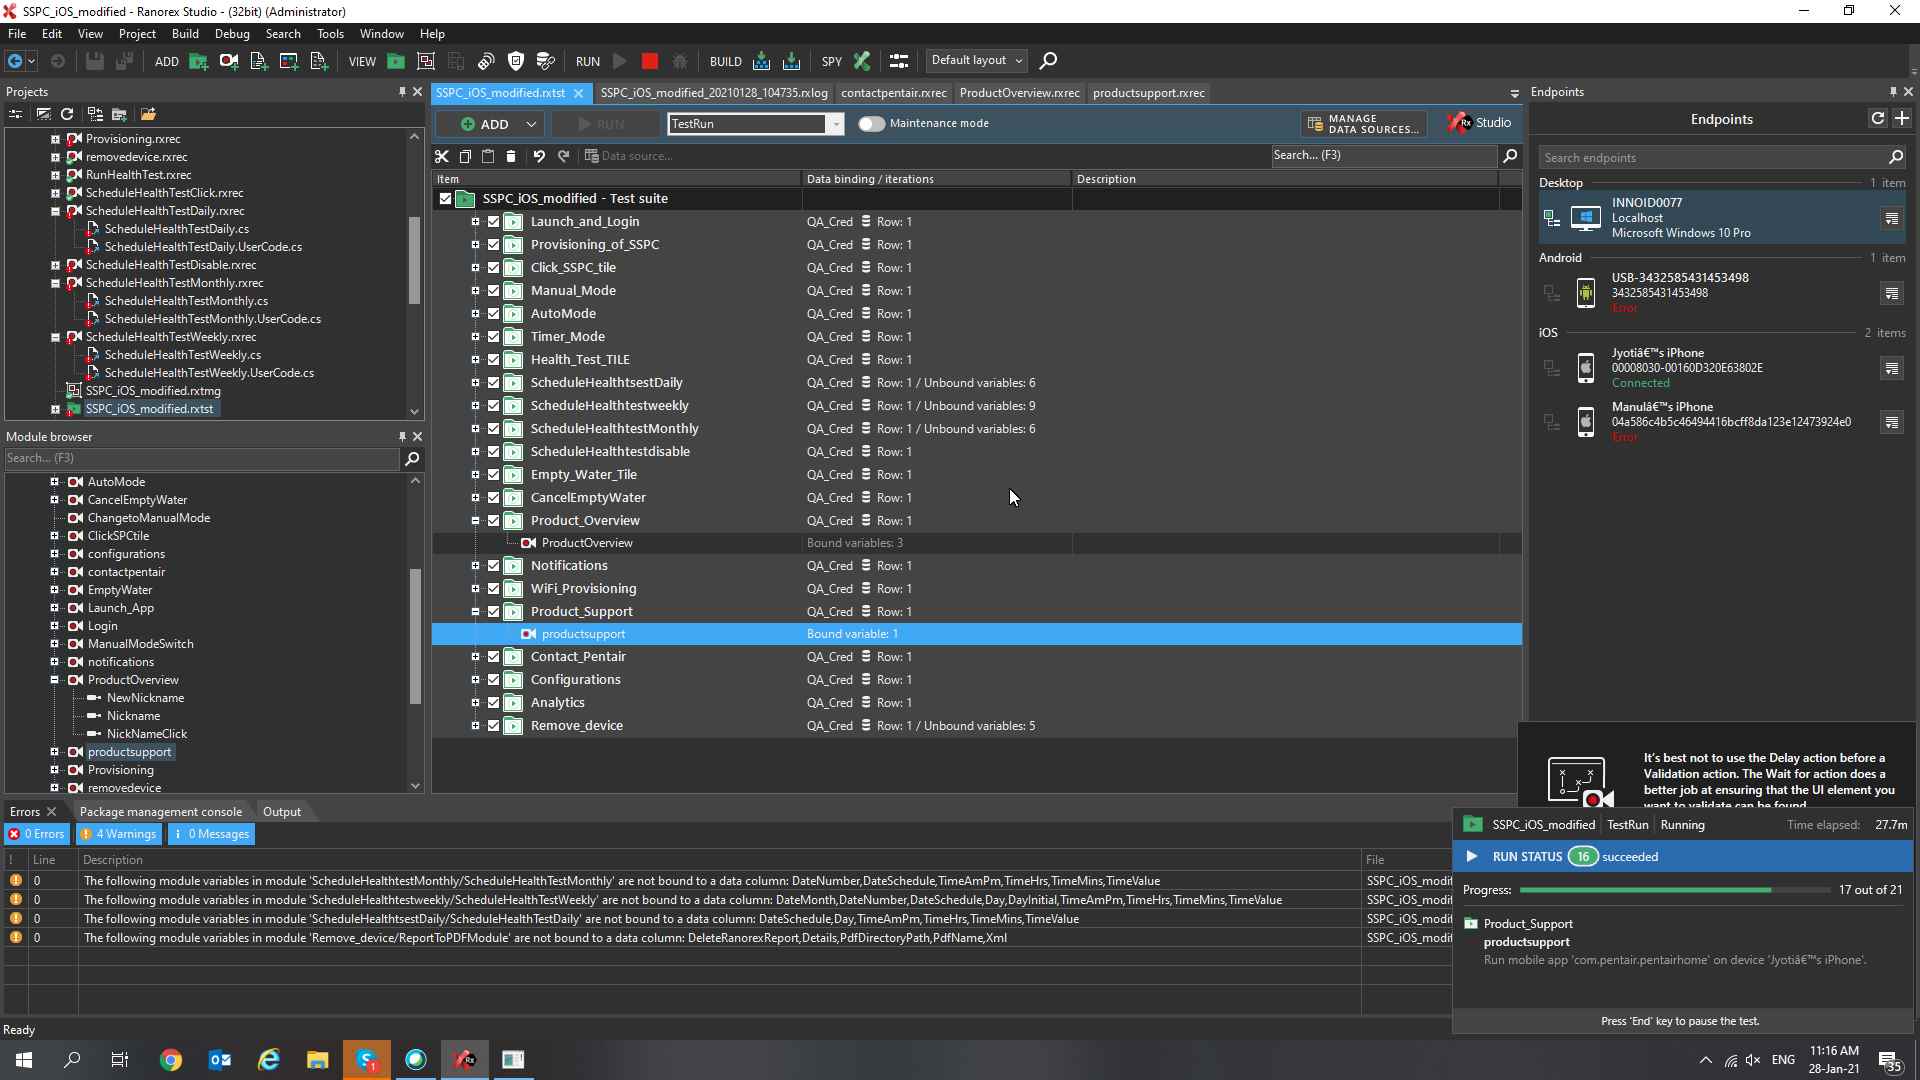 SSPC_iOS_modified - Ranorex Studio - (32bit) (Administrator)
File Edit View Project Build Debug Search Tools Window Help
ADD VIEW RUN BUILD SPY Default layout
Projects
Provisioning.rxrec
removedevice.rxrec
RunHealthTest.rxrec
ScheduleHealthTestClick.rxrec
ScheduleHealthTestDaily.rxrec
ScheduleHealthTestDaily.cs
ScheduleHealthTestDaily.UserCode.cs
ScheduleHealthTestDisable.rxrec
ScheduleHealthTestMonthly.rxrec
ScheduleHealthTestMonthly.cs
ScheduleHealthTestMonthly.UserCode.cs
ScheduleHealthTestWeekly.rxrec
ScheduleHealthTestWeekly.cs
ScheduleHealthTestWeekly.UserCode.cs
SSPC_iOS_modified.rxtmg
SSPC_iOS_modified.rxtst
Module browser
Search... (F3)
AutoMode
CancelEmptyWater
ChangetoManualMode
ClickSPCtile
configurations
contactpentair
EmptyWater
Launch_App
Login
ManualModeSwitch
notifications
ProductOverview
NewNickname
Nickname
NickNameClick
productsupport
Provisioning
removedevice
SSPC_iOS_modified.rxtst SSPC_iOS_modified_20210128_104735.rxlog contactpentair.rxrec ProductOverview.rxrec productsupport.rxrec
ADD RUN TestRun Maintenance mode MANAGE DATA SOURCES... Rx Studio
Data source... Search... (F3)
Item Data binding / iterations Description
SSPC_iOS_modified - Test suite
Launch_and_Login QA_Cred Row: 1
Provisioning_of_SSPC QA_Cred Row: 1
Click_SSPC_tile QA_Cred Row: 1
Manual_Mode QA_Cred Row: 1
AutoMode QA_Cred Row: 1
Timer_Mode QA_Cred Row: 1
Health_Test_TILE QA_Cred Row: 1
ScheduleHealthtsestDaily QA_Cred Row: 1 / Unbound variables: 6
ScheduleHealthtestweekly QA_Cred Row: 1 / Unbound variables: 9
ScheduleHealthtestMonthly QA_Cred Row: 1 / Unbound variables: 6
ScheduleHealthtestdisable QA_Cred Row: 1
Empty_Water_Tile QA_Cred Row: 1
CancelEmptyWater QA_Cred Row: 1
Product_Overview QA_Cred Row: 1
ProductOverview Bound variables: 3
Notifications QA_Cred Row: 1
WiFi_Provisioning QA_Cred Row: 1
Product_Support QA_Cred Row: 1
productsupport Bound variable: 1
Contact_Pentair QA_Cred Row: 1
Configurations QA_Cred Row: 1
Analytics QA_Cred Row: 1
Remove_device QA_Cred Row: 1 / Unbound variables: 5
Endpoints
Endpoints
Search endpoints
Desktop 1 item
INNOID0077
Localhost
Microsoft Windows 10 Pro
Android 1 item
USB-3432585431453498
3432585431453498
Error
iOS 2 items
Jyotiâ€™s iPhone
00008030-00160D320E63802E
Connected
Manulâ€™s iPhone
04a586c4b5c46494416bcff8da123e12473924e0
Error
It's best not to use the Delay action before a
Validation action. The Wait for action does a
better job at ensuring that the UI element you
want to validate can be found.
Errors Package management console Output
0 Errors 4 Warnings 0 Messages
! Line Description File
0 The following module variables in module 'ScheduleHealthtestMonthly/ScheduleHealthTestMonthly' are not bound to a data column: DateNumber,DateSchedule,TimeAmPm,TimeHrs,TimeMins,TimeValue SSPC_iOS_modif
0 The following module variables in module 'ScheduleHealthtestweekly/ScheduleHealthTestWeekly' are not bound to a data column: DateMonth,DateNumber,DateSchedule,Day,DayInitial,TimeAmPm,TimeHrs,TimeMins,TimeValue SSPC_iOS_modif
0 The following module variables in module 'ScheduleHealthtsestDaily/ScheduleHealthTestDaily' are not bound to a data column: DateSchedule,Day,TimeAmPm,TimeHrs,TimeMins,TimeValue SSPC_iOS_modif
0 The following module variables in module 'Remove_device/ReportToPDFModule' are not bound to a data column: DeleteRanorexReport,Details,PdfDirectoryPath,PdfName,Xml SSPC_iOS_modif
SSPC_iOS_modified TestRun Running Time elapsed: 27.7m
RUN STATUS 16 succeeded
Progress: 17 out of 21
Product_Support
productsupport
Run mobile app 'com.pentair.pentairhome' on device 'Jyotiâ€™s iPhone'.
Press 'End' key to pause the test.
Ready
ENG
11:16 AM
28-Jan-21
35